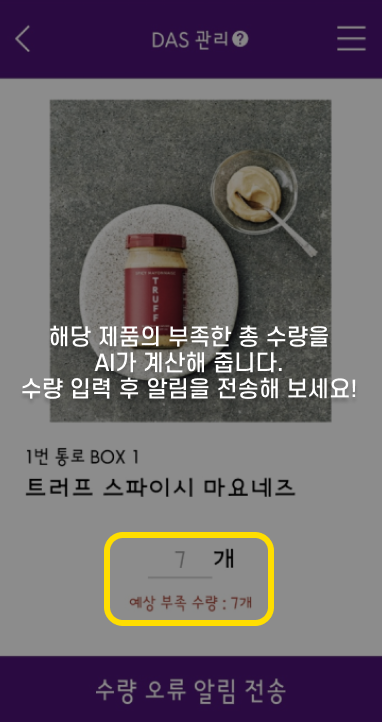 DAS 관리?
SPICY MAYONNAISE
TRUFF
해당 제품의 부족한 총 수량을
AI가 계산해 줍니다.
수량 입력 후 알림을 전송해 보세요!
1번 통로 BOX 1
트러프 스파이시 마요네즈
7 개
예상 부족 수량 : 7개
수량 오류 알림 전송